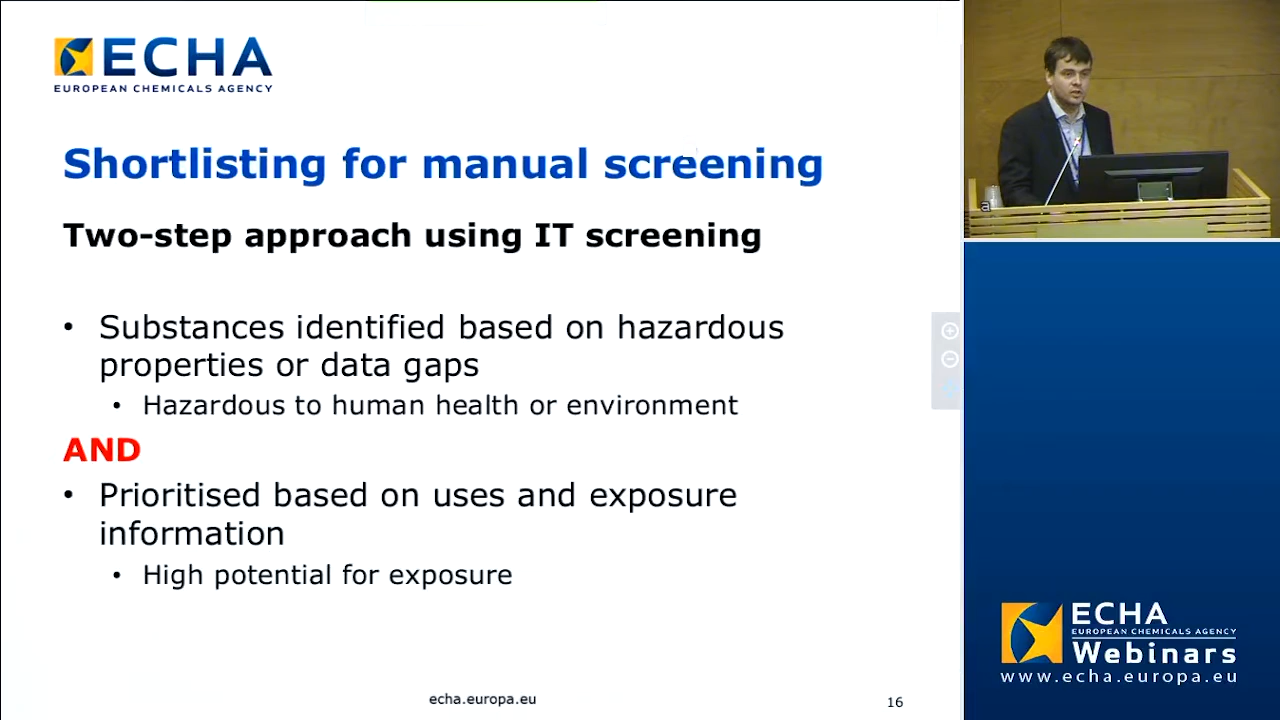 ECHA
EUROPEAN CHEMICALS AGENCY
Shortlisting for manual screening
Two-step approach using IT screening
• Substances identified based on hazardous
properties or data gaps
• Hazardous to human health or environment
AND
• Prioritised based on uses and exposure
information
• High potential for exposure
echa.europa.eu
16
a
ECHA
EUROPEAN CHEMICALS AGENCY
Webinars
www.echa.europa.eu